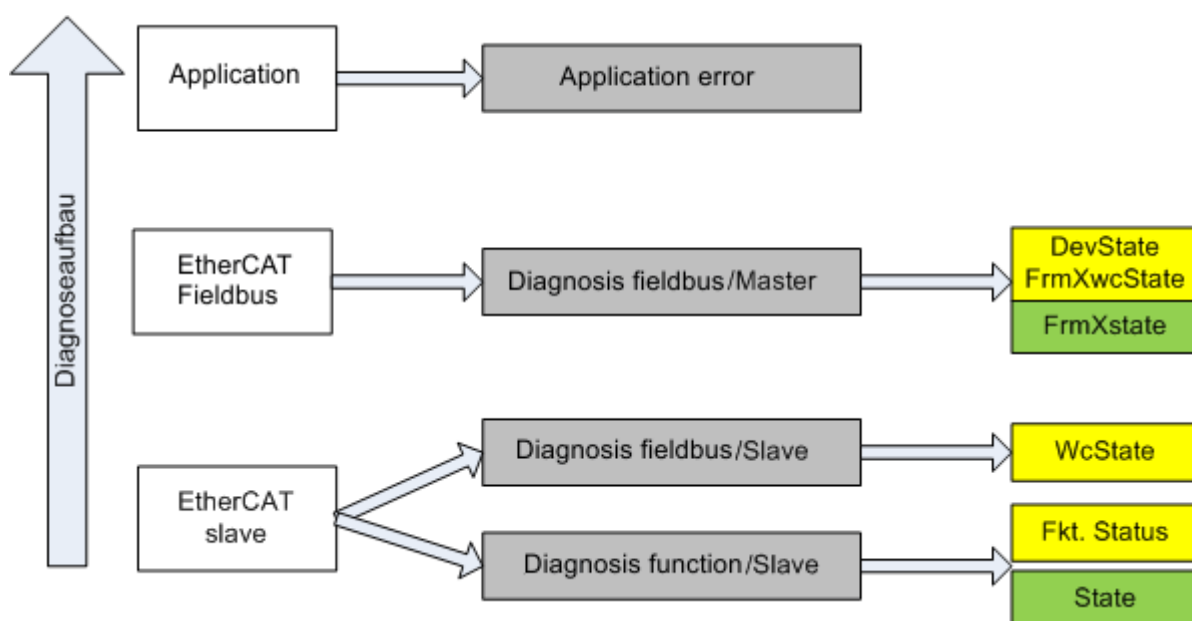 Diagnoseaufbau
Application
Application error
EtherCAT
Fieldbus
Diagnosis fieldbus/Master
DevState
FrmXwcState
FrmXstate
EtherCAT
slave
Diagnosis fieldbus/Slave
WcState
Diagnosis function/Slave
Fkt. Status
State